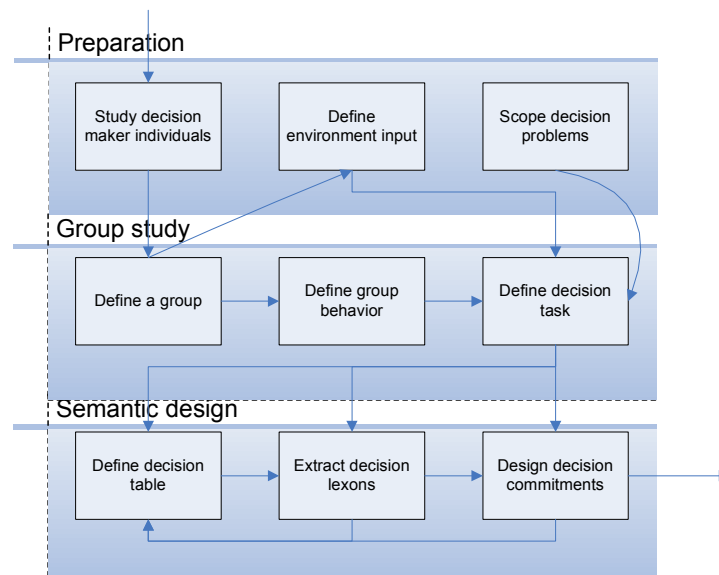 Preparation
Study decision
maker individuals
Define
environment input
Scope decision
problems
Group study
Define a group
Define group
behavior
Define decision
task
Semantic design
Define decision
table
Extract decision
lexons
Design decision
commitments